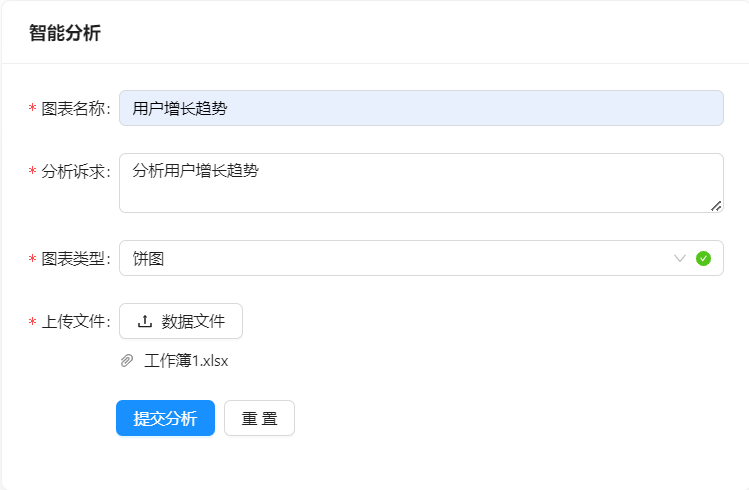 智能分析
* 图表名称: 用户增长趋势
* 分析诉求: 分析用户增长趋势
* 图表类型: 饼图
* 上传文件: 数据文件
工作簿1.xlsx
提交分析 重 置